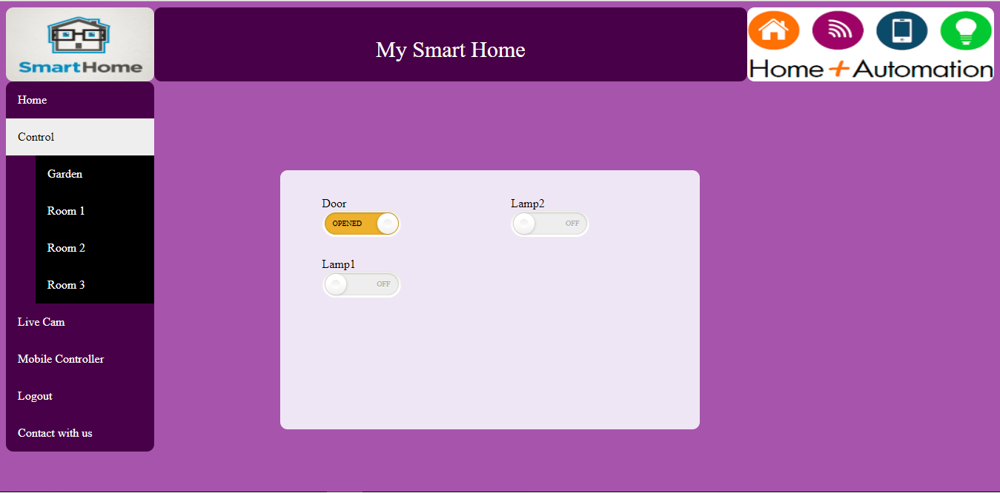 SmartHome
My Smart Home
Home + Automation
Home
Control
Garden
Room 1
Room 2
Room 3
Live Cam
Mobile Controller
Logout
Contact with us
Door
OPENED
Lamp2
OFF
Lamp1
OFF